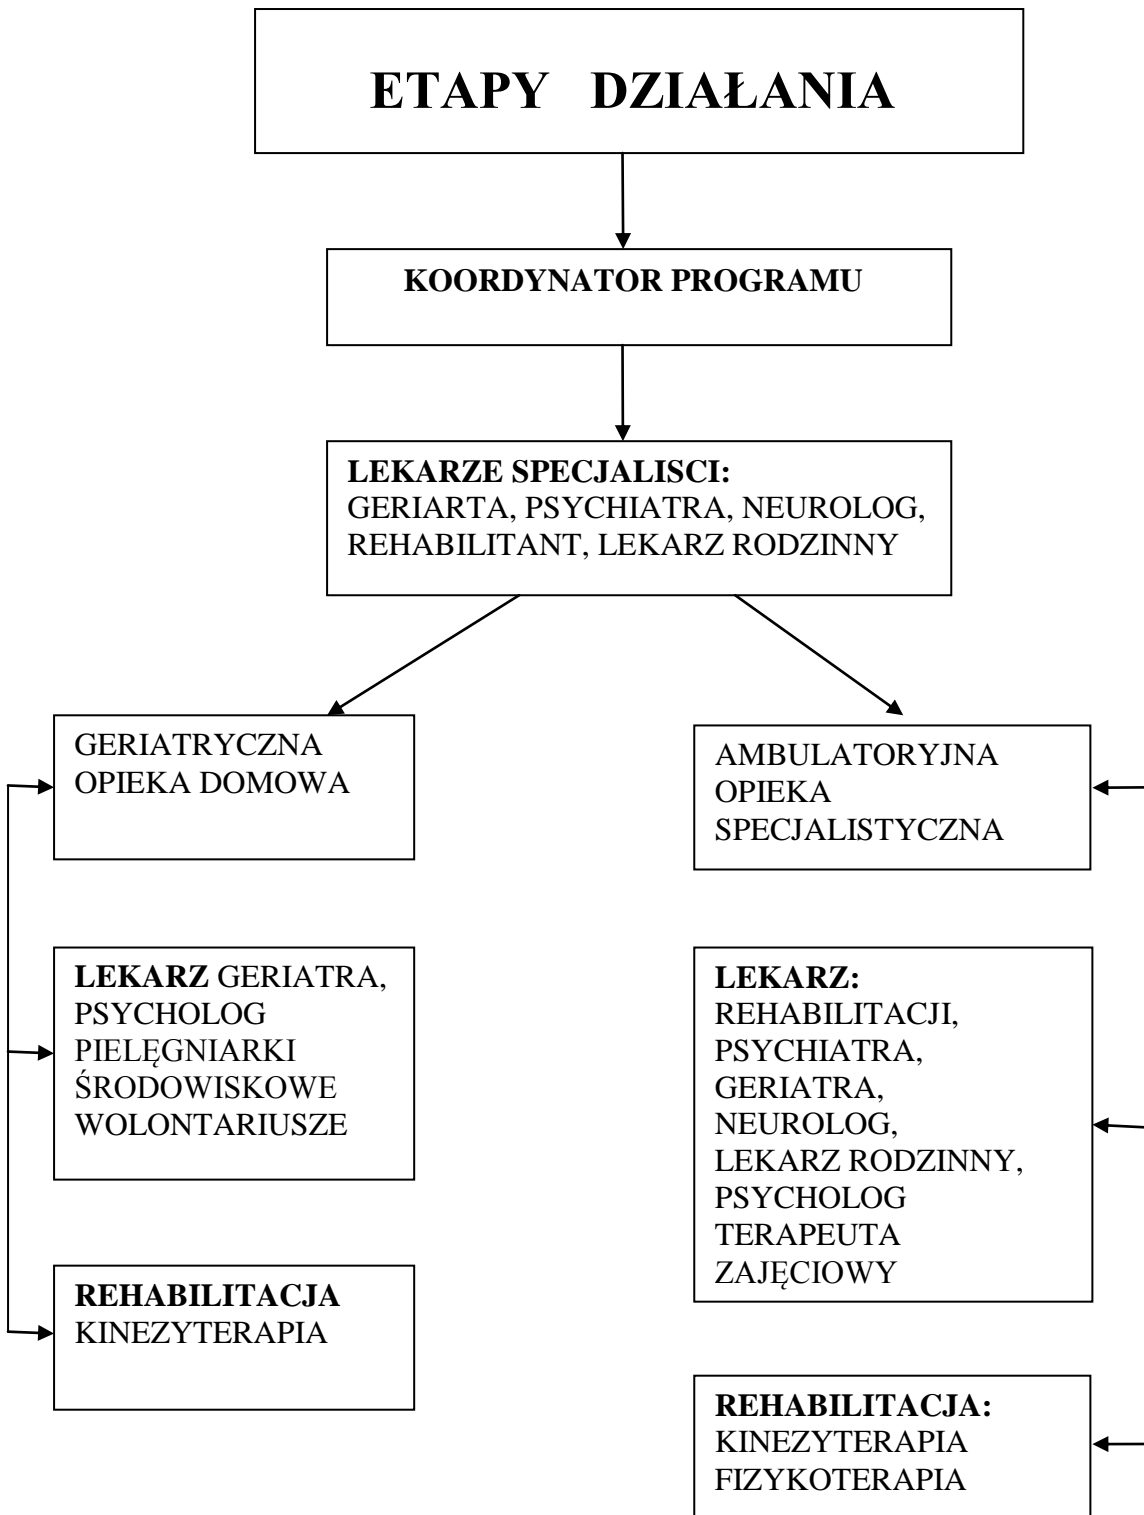 ETAPY DZIAŁANIA
KOORDYNATOR PROGRAMU
LEKARZE SPECJALISCI:
GERIARTA, PSYCHIATRA, NEUROLOG,
REHABILITANT, LEKARZ RODZINNY
GERIATRYCZNA
OPIEKA DOMOWA
AMBULATORYJNA
OPIEKA
SPECJALISTYCZNA
LEKARZ GERIATRA,
PSYCHOLOG
PIELĘGNIARKI
ŚRODOWISKOWE
WOLONTARIUSZE
LEKARZ:
REHABILITACJI,
PSYCHIATRA,
GERIATRA,
NEUROLOG,
LEKARZ RODZINNY,
PSYCHOLOG
TERAPEUTA
ZAJĘCIOWY
REHABILITACJA
KINEZYTERAPIA
REHABILITACJA:
KINEZYTERAPIA
FIZYKOTERAPIA